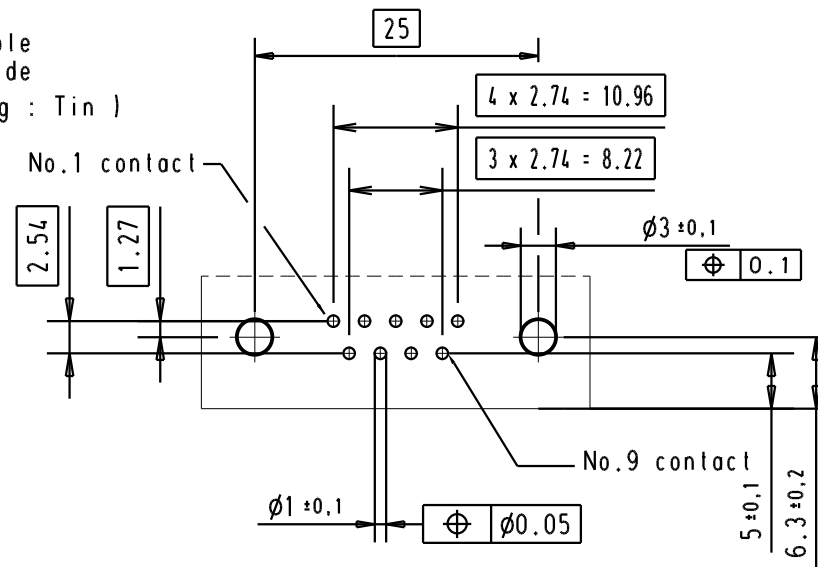 25
g : Tin )
4 x 2.74 = 10.96
3 x 2.74 = 8.22
No.1 contact
2.54
1.27
Ø3 ±0,1
⌖ 0.1
No.9 contact
Ø1 ±0,1
⌖ Ø0.05
5 ±0,1
6.3 ±0,2